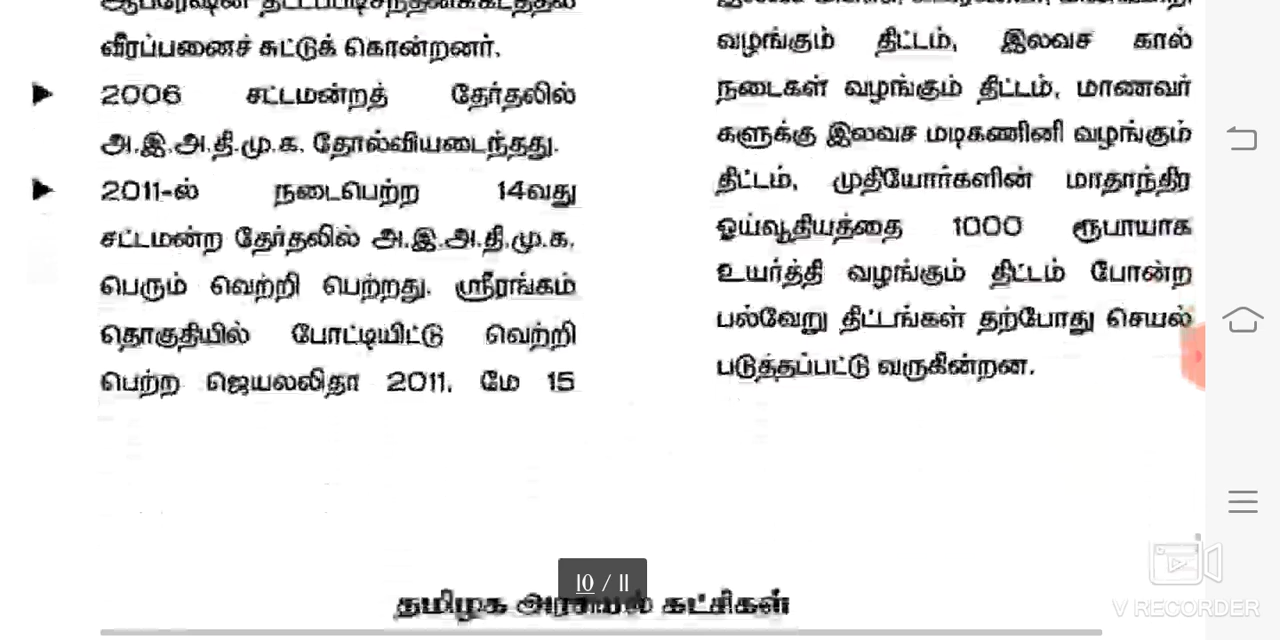 வீரப்பனைச் சுட்டுக் கொன்றனர்.
▶ 2006 சட்டமன்றத் தேர்தலில்
அ.இ.அ.தி.மு.க. தோல்வியடைந்தது.
▶ 2011-ல் நடைபெற்ற 14வது
சட்டமன்ற தேர்தலில் அ.இ.அ.தி.மு.க.
பெரும் வெற்றி பெற்றது. ஸ்ரீரங்கம்
தொகுதியில் போட்டியிட்டு வெற்றி
பெற்ற ஜெயலலிதா 2011, மே 15
வழங்கும் திட்டம், இலவச கால்
நடைகள் வழங்கும் திட்டம், மாணவர்
களுக்கு இலவச மடிகணினி வழங்கும்
திட்டம், முதியோர்களின் மாதாந்திர
ஓய்வூதியத்தை 1000 ரூபாயாக
உயர்த்தி வழங்கும் திட்டம் போன்ற
பல்வேறு திட்டங்கள் தற்போது செயல்
படுத்தப்பட்டு வருகின்றன.
10 / 11
தமிழக அரசியல் கட்சிகள்
V RECORDER